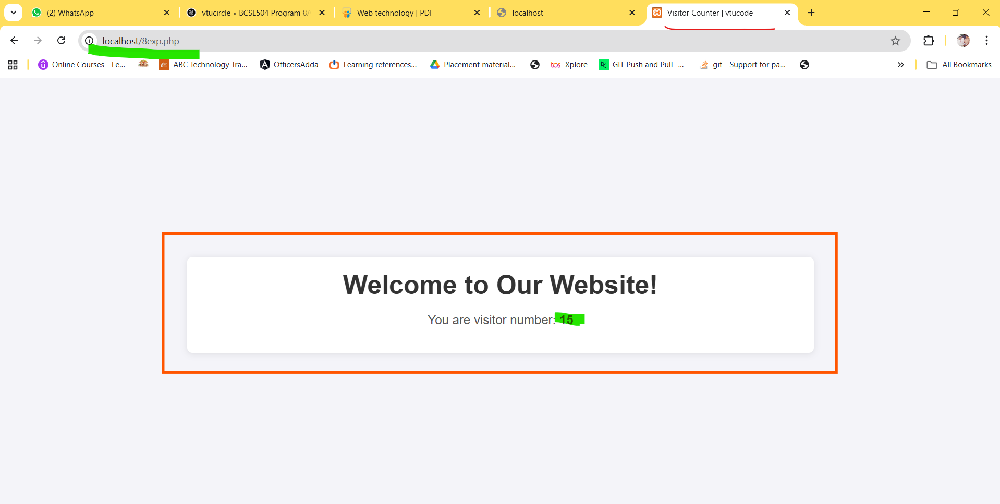 (2) WhatsApp
vtucircle » BCSL504 Program 8A
Web technology | PDF
localhost
Visitor Counter | vtucode
localhost/8exp.php
Online Courses - Le...
ABC Technology Tra...
OfficersAdda
Learning references...
Placement material...
tcs Xplore
GIT Push and Pull -...
git - Support for pa...
All Bookmarks
Welcome to Our Website!
You are visitor number: 15